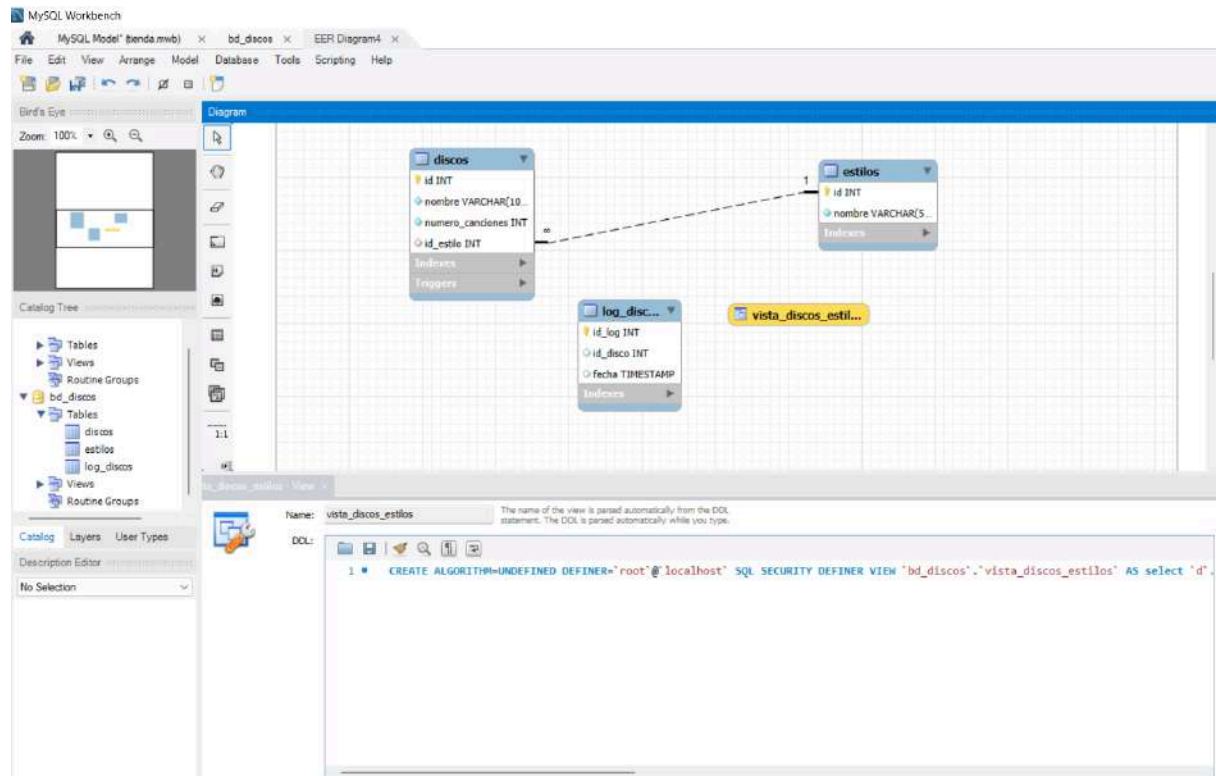 MySQL Workbench
MySQL Model* (tienda.mwb) × bd_discos × EER Diagram4 ×
File Edit View Arrange Model Database Tools Scripting Help
Bird's Eye
Diagram
Zoom: 100%
discos
id INT
nombre VARCHAR(10...
numero_canciones INT
id_estilo INT
Indexes
Triggers
∞
1
estilos
id INT
nombre VARCHAR(5...
Indexes
log_disc...
id_log INT
id_disco INT
fecha TIMESTAMP
Indexes
vista_discos_estil...
1:1
Catalog Tree
Tables
Views
Routine Groups
bd_discos
Tables
discos
estilos
log_discos
Views
Routine Groups
Catalog Layers User Types
Description Editor
No Selection
ta_discos_estilos - View ×
Name: vista_discos_estilos
The name of the view is parsed automatically from the DDL
statement. The DDL is parsed automatically while you type.
DDL:
1 CREATE ALGORITHM=UNDEFINED DEFINER=`root`@`localhost` SQL SECURITY DEFINER VIEW `bd_discos`.`vista_discos_estilos` AS select `d`.